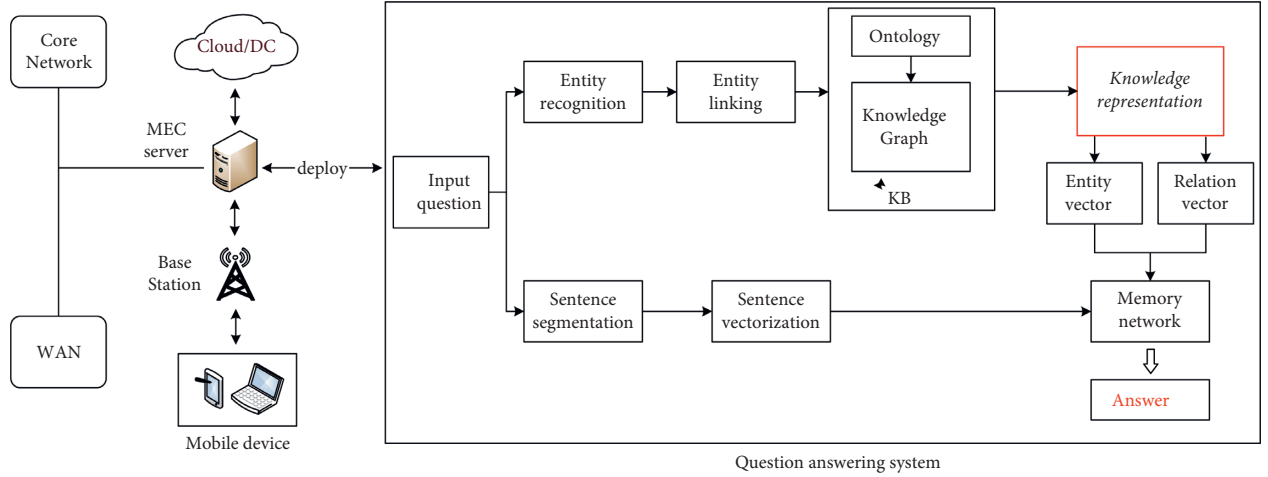 Core
Network
Cloud/DC
MEC
server
deploy
Base
Station
WAN
Mobile device
Input
question
Entity
recognition
Entity
linking
Ontology
Knowledge
Graph
KB
Knowledge
representation
Entity
vector
Relation
vector
Sentence
segmentation
Sentence
vectorization
Memory
network
Answer
Question answering system